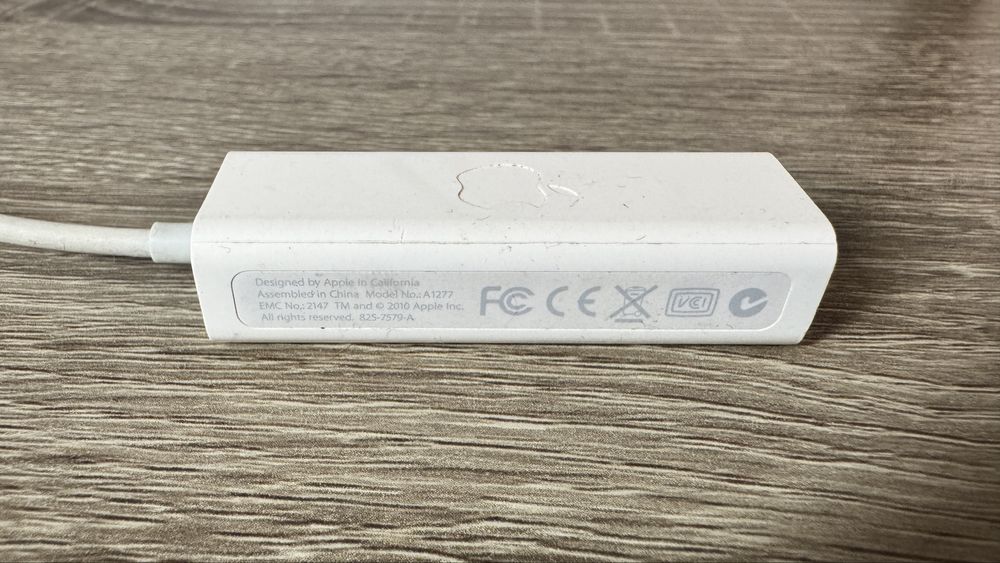 Designed by Apple in California
Assembled in China Model No.: A1277
EMC No.: 2147 TM and © 2010 Apple Inc.
All rights reserved. 825-7579-A
FC CE VCI